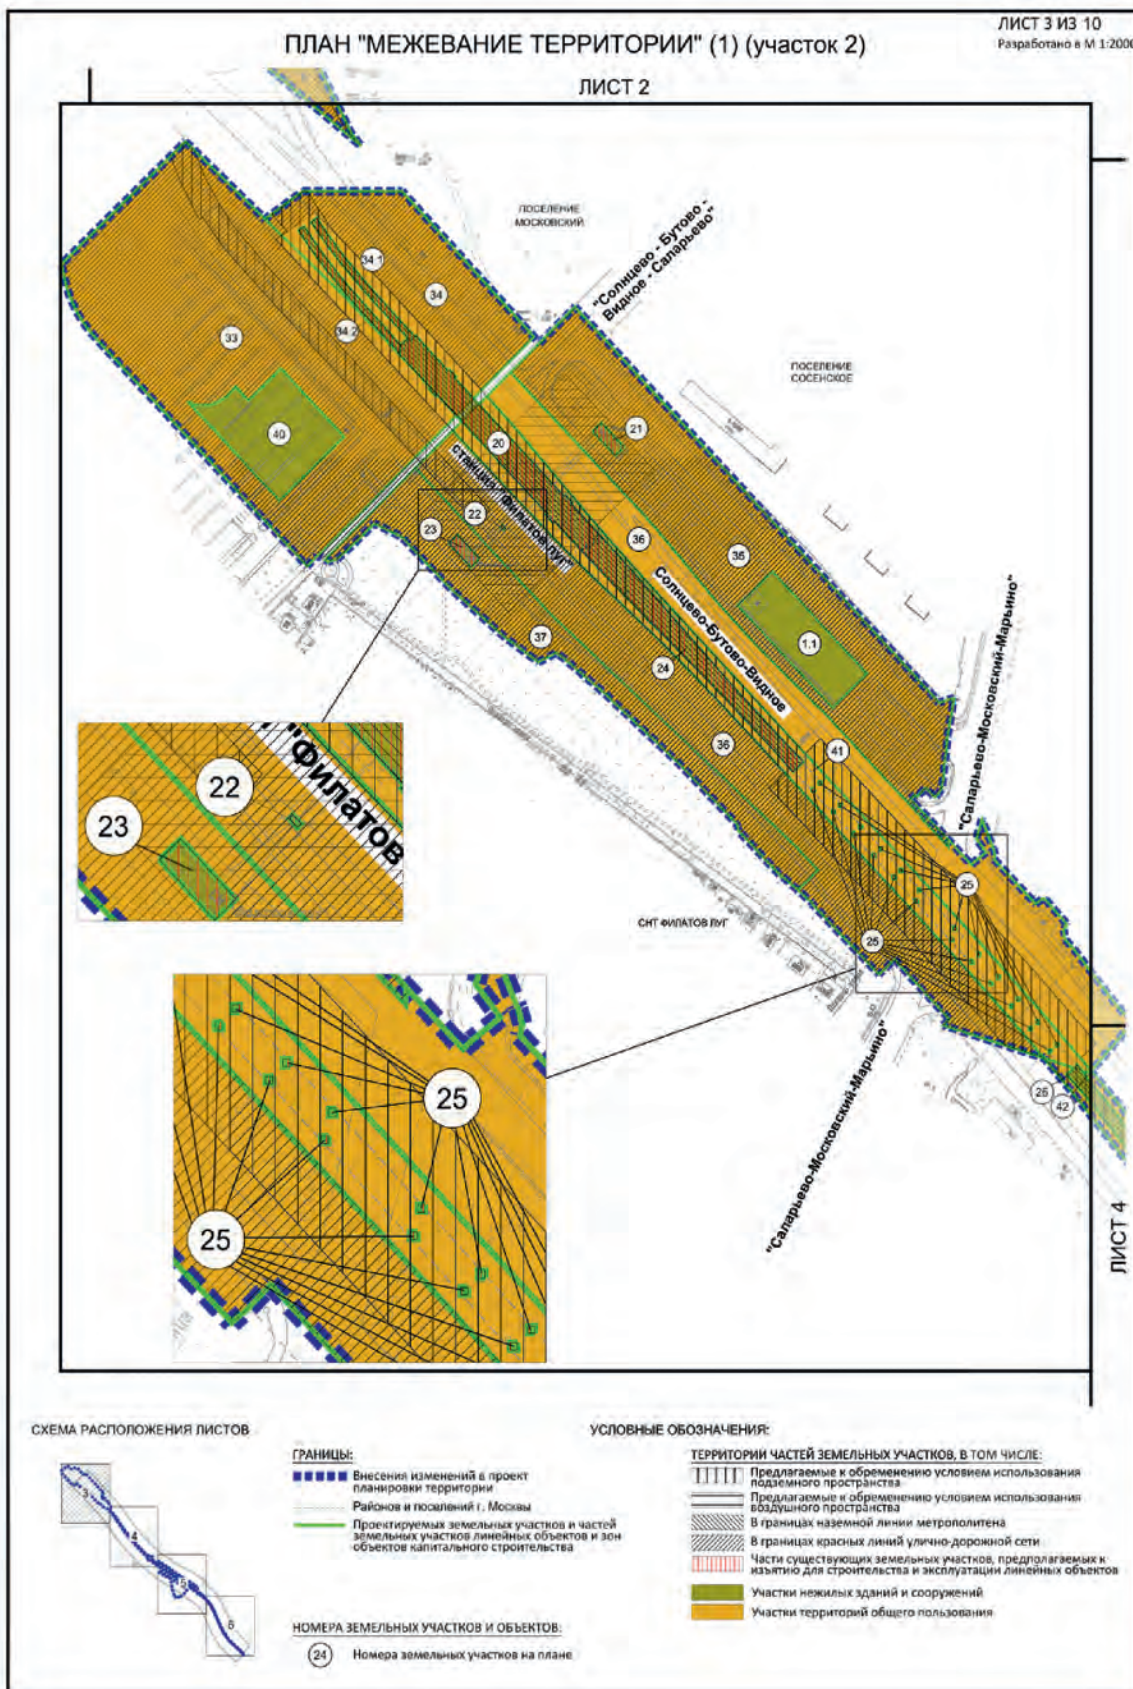 ЛИСТ 3 ИЗ 10
Разработано в М 1:2000
ПЛАН "МЕЖЕВАНИЕ ТЕРРИТОРИИ" (1) (участок 2)
ЛИСТ 2
ПОСЕЛЕНИЕ
МОСКОВСКИЙ
"Солнцево - Бутово -
Видное - Саларьево"
34.1
34
33
34.2
ПОСЕЛЕНИЕ
СОСЕНСКОЕ
40
20
21
станция "Филатов луг"
22
23
36
35
Солнцево-Бутово-Видное
1.1
37
24
36
41
"Саларьево-Московский-Марьино"
"Филатов
22
23
25
25
СНТ ФИЛАТОВ ЛУГ
25
25
"Саларьево-Московский-Марьино"
25
42
ЛИСТ 4
СХЕМА РАСПОЛОЖЕНИЯ ЛИСТОВ
3
4
5
6
ГРАНИЦЫ:
Внесения изменений в проект
планировки территории
Районов и поселений г. Москвы
Проектируемых земельных участков и частей
земельных участков линейных объектов и зон
объектов капитального строительства
НОМЕРА ЗЕМЕЛЬНЫХ УЧАСТКОВ И ОБЪЕКТОВ:
24
Номера земельных участков на плане
УСЛОВНЫЕ ОБОЗНАЧЕНИЯ:
ТЕРРИТОРИИ ЧАСТЕЙ ЗЕМЕЛЬНЫХ УЧАСТКОВ, В ТОМ ЧИСЛЕ:
Предлагаемые к обременению условием использования
подземного пространства
Предлагаемые к обременению условием использования
воздушного пространства
В границах наземной линии метрополитена
В границах красных линий улично-дорожной сети
Части существующих земельных участков, предполагаемых к
изъятию для строительства и эксплуатации линейных объектов
Участки нежилых зданий и сооружений
Участки территорий общего пользования